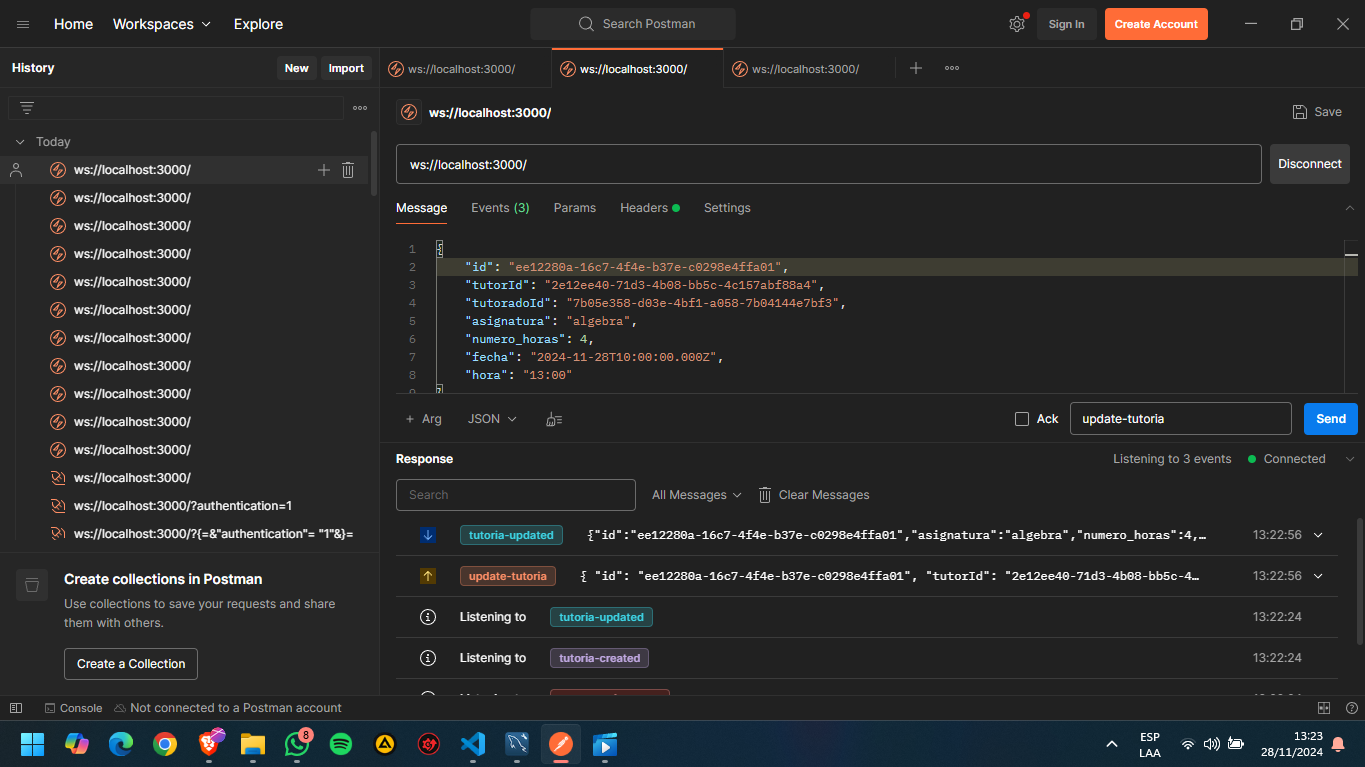 Home
Workspaces
Explore
Search Postman
Sign In
Create Account
History
New
Import
ws://localhost:3000/
ws://localhost:3000/
ws://localhost:3000/
Today
ws://localhost:3000/
ws://localhost:3000/
ws://localhost:3000/
ws://localhost:3000/
ws://localhost:3000/
ws://localhost:3000/
ws://localhost:3000/
ws://localhost:3000/
ws://localhost:3000/
ws://localhost:3000/
ws://localhost:3000/
ws://localhost:3000/
ws://localhost:3000/?authentication=1
ws://localhost:3000/?{=&"authentication"= "1"&}=
Create collections in Postman
Use collections to save your requests and share
them with others.
Create a Collection
ws://localhost:3000/
Save
ws://localhost:3000/
Disconnect
Message
Events (3)
Params
Headers
Settings
1 {
2 "id": "ee12280a-16c7-4f4e-b37e-c0298e4ffa01",
3 "tutorId": "2e12ee40-71d3-4b08-bb5c-4c157abf88a4",
4 "tutoradoId": "7b05e358-d03e-4bf1-a058-7b04144e7bf3",
5 "asignatura": "algebra",
6 "numero_horas": 4,
7 "fecha": "2024-11-28T10:00:00.000Z",
8 "hora": "13:00"
9 }
+ Arg
JSON
Ack
update-tutoria
Send
Response
Listening to 3 events
Connected
Search
All Messages
Clear Messages
tutoria-updated {"id":"ee12280a-16c7-4f4e-b37e-c0298e4ffa01","asignatura":"algebra","numero_horas":4,… 13:22:56
update-tutoria { "id": "ee12280a-16c7-4f4e-b37e-c0298e4ffa01", "tutorId": "2e12ee40-71d3-4b08-bb5c-4… 13:22:56
Listening to tutoria-updated 13:22:24
Listening to tutoria-created 13:22:24
Console
Not connected to a Postman account
8
ESP
LAA
13:23
28/11/2024